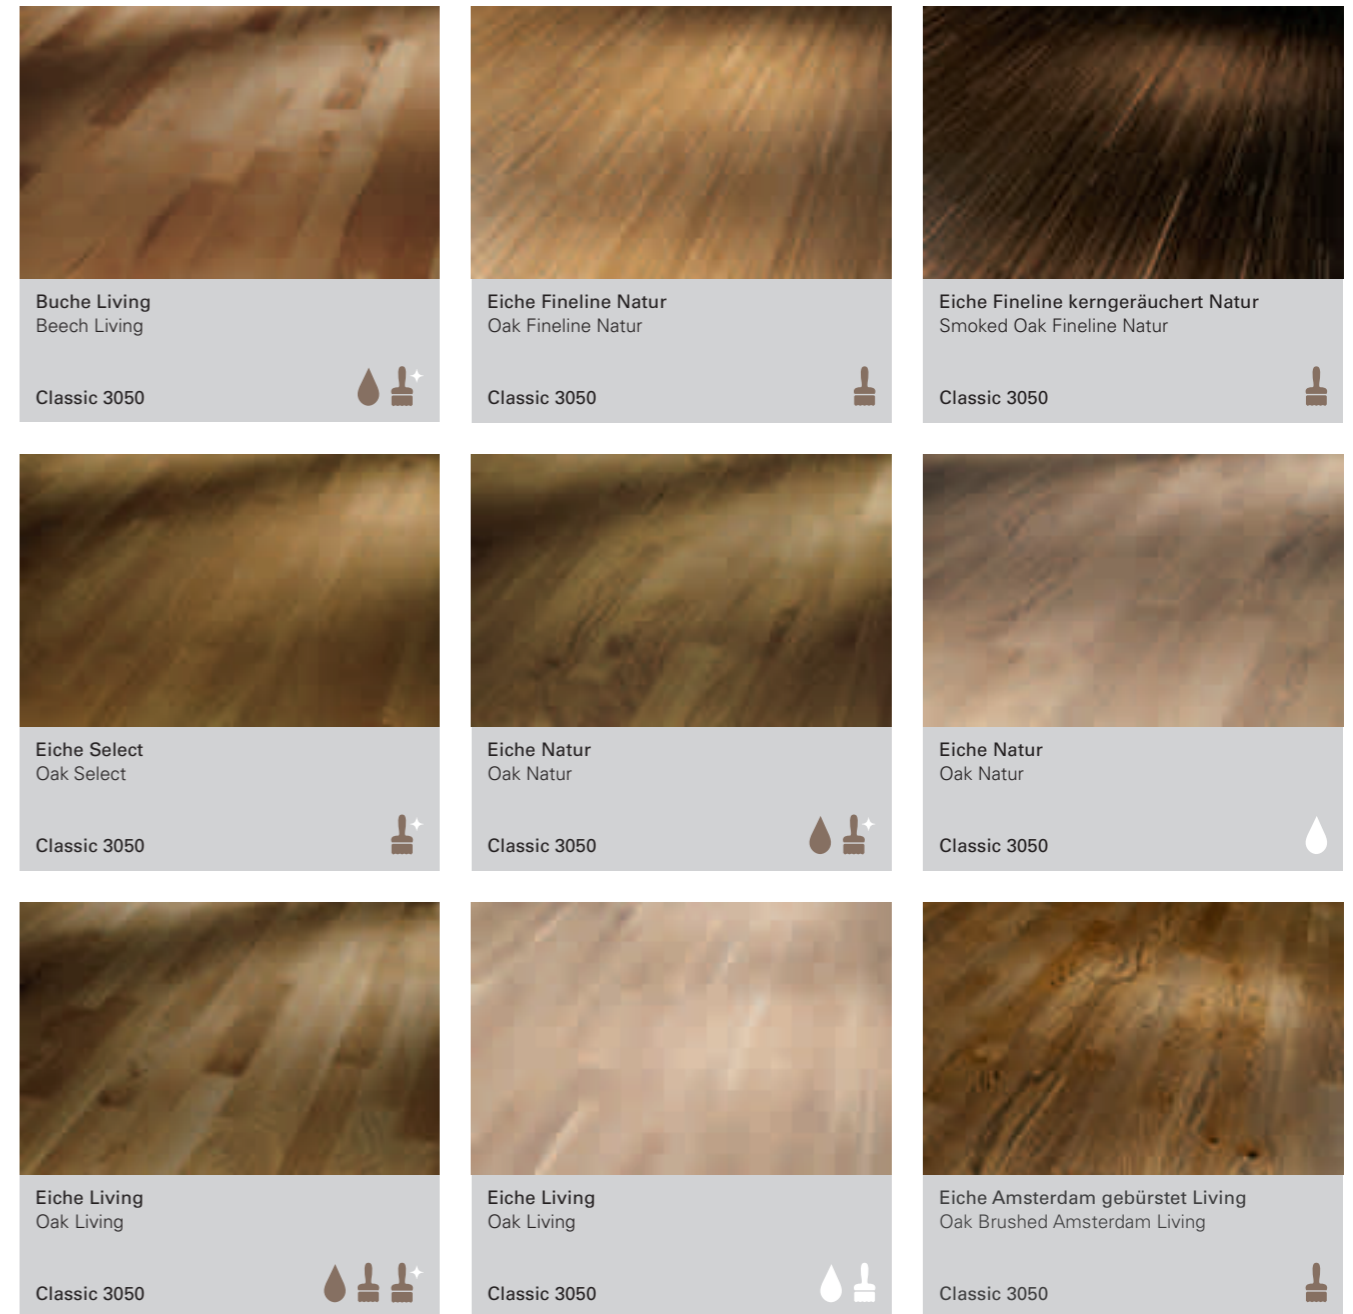 Buche Living
Beech Living
Classic 3050
Eiche Fineline Natur
Oak Fineline Natur
Classic 3050
Eiche Fineline kerngeräuchert Natur
Smoked Oak Fineline Natur
Classic 3050
Eiche Select
Oak Select
Classic 3050
Eiche Natur
Oak Natur
Classic 3050
Eiche Natur
Oak Natur
Classic 3050
Eiche Living
Oak Living
Classic 3050
Eiche Living
Oak Living
Classic 3050
Eiche Amsterdam gebürstet Living
Oak Brushed Amsterdam Living
Classic 3050